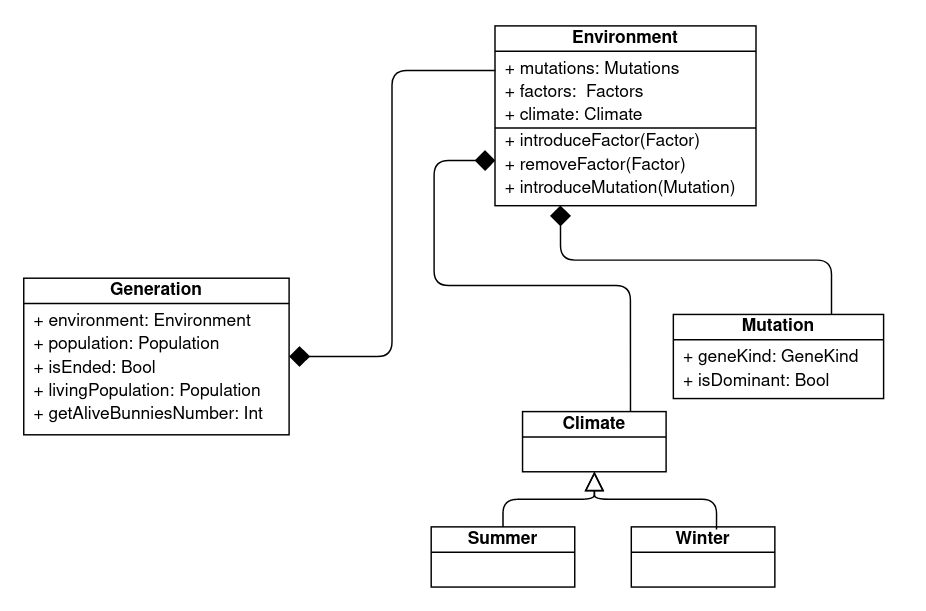 Environment
+ mutations: Mutations
+ factors:  Factors
+ climate: Climate
+ introduceFactor(Factor)
+ removeFactor(Factor)
+ introduceMutation(Mutation)
Generation
+ environment: Environment
+ population: Population
+ isEnded: Bool
+ livingPopulation: Population
+ getAliveBunniesNumber: Int
Mutation
+ geneKind: GeneKind
+ isDominant: Bool
Climate
Summer
Winter